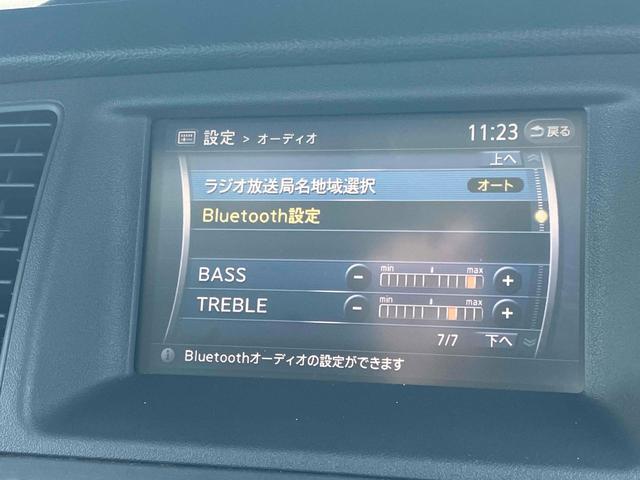 設定 > オーディオ 11:23 戻る
上へ
ラジオ放送局名地域選択 オート
Bluetooth設定
BASS − min max +
TREBLE − min max +
7/7 下へ
Bluetoothオーディオの設定ができます